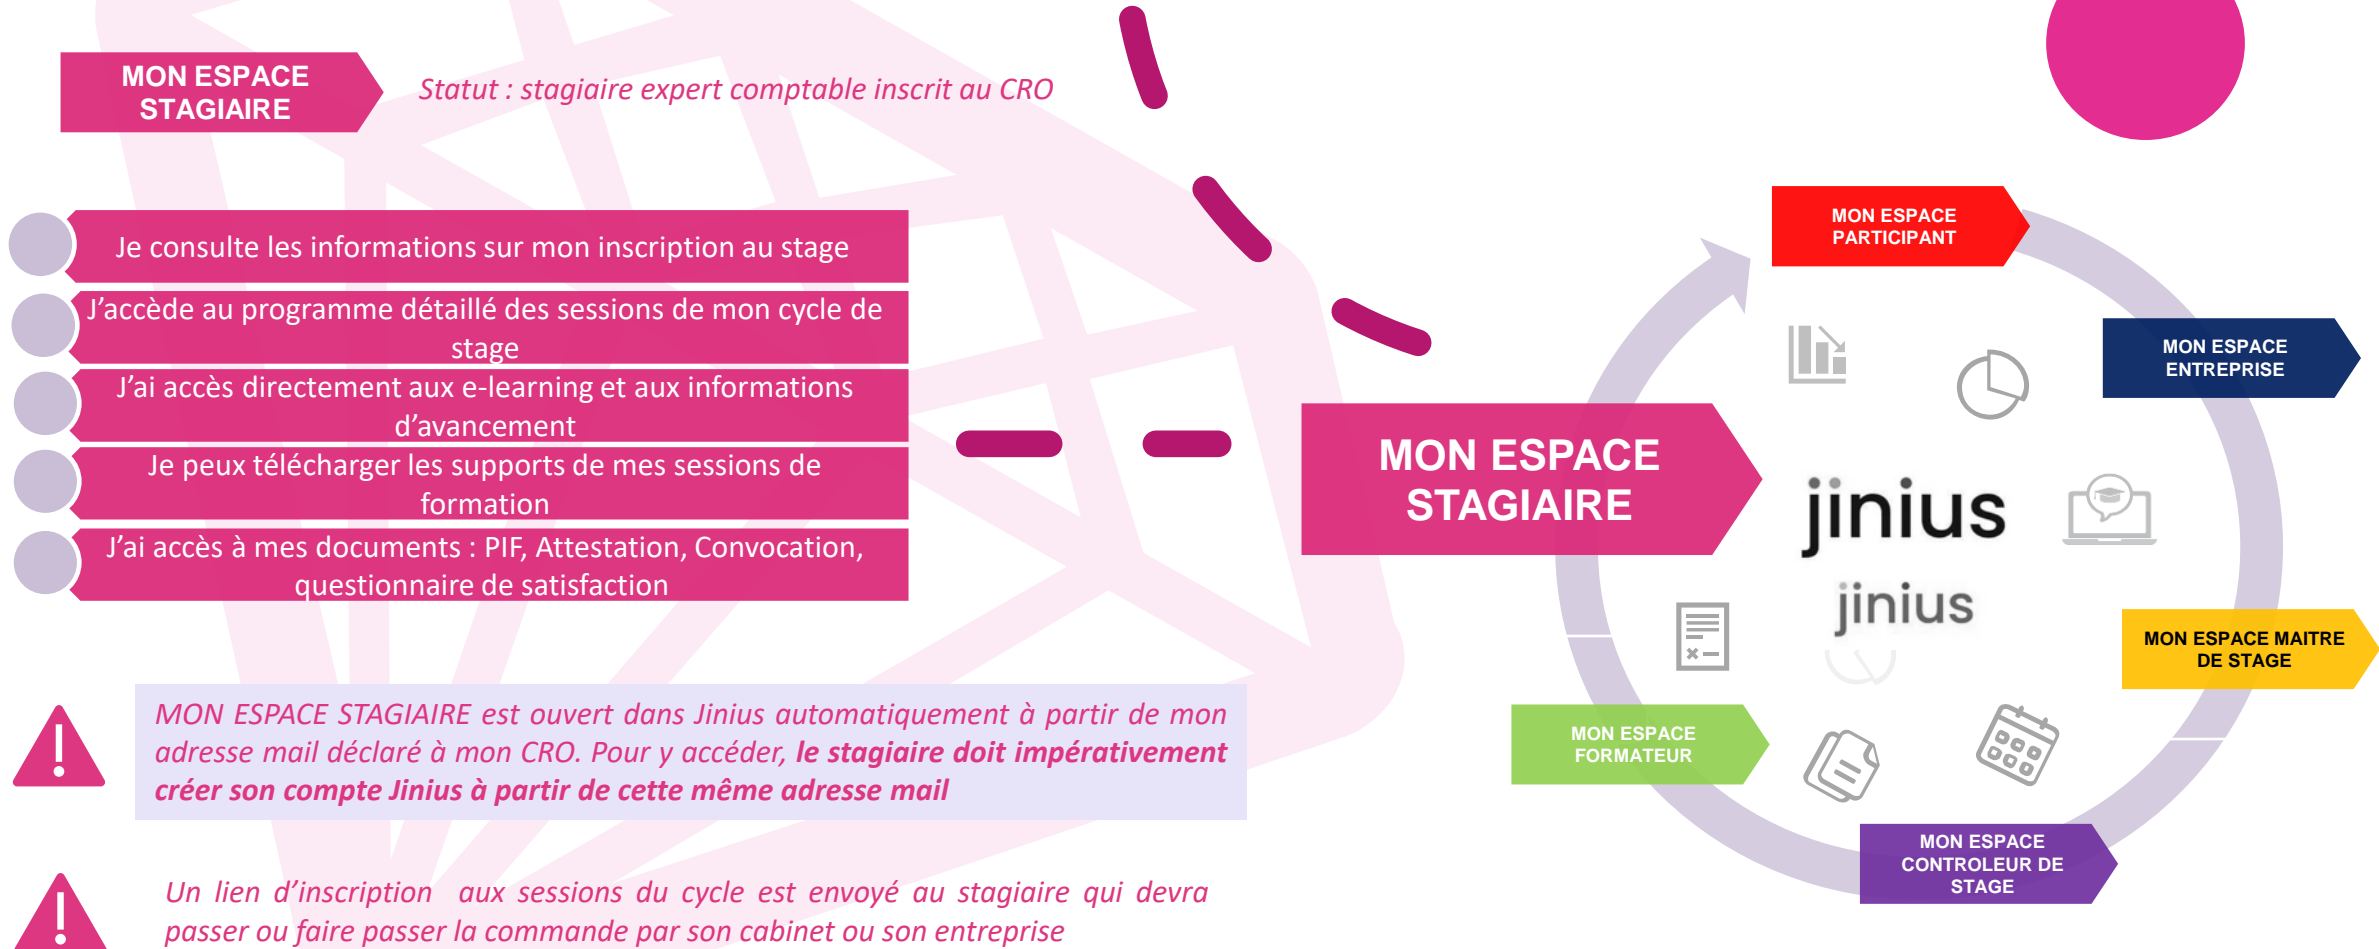 MON ESPACE
STAGIAIRE
Statut : stagiaire expert comptable inscrit au CRO
Je consulte les informations sur mon inscription au stage
J’accède au programme détaillé des sessions de mon cycle de
stage
J’ai accès directement aux e-learning et aux informations
d’avancement
Je peux télécharger les supports de mes sessions de
formation
J’ai accès à mes documents : PIF, Attestation, Convocation,
questionnaire de satisfaction
MON ESPACE STAGIAIRE est ouvert dans Jinius automatiquement à partir de mon
adresse mail déclaré à mon CRO. Pour y accéder, le stagiaire doit impérativement
créer son compte Jinius à partir de cette même adresse mail
Un lien d’inscription aux sessions du cycle est envoyé au stagiaire qui devra
passer ou faire passer la commande par son cabinet ou son entreprise
MON ESPACE
PARTICIPANT
MON ESPACE
ENTREPRISE
MON ESPACE
STAGIAIRE
jinius
jinius
MON ESPACE MAITRE
DE STAGE
MON ESPACE
FORMATEUR
MON ESPACE
CONTROLEUR DE
STAGE